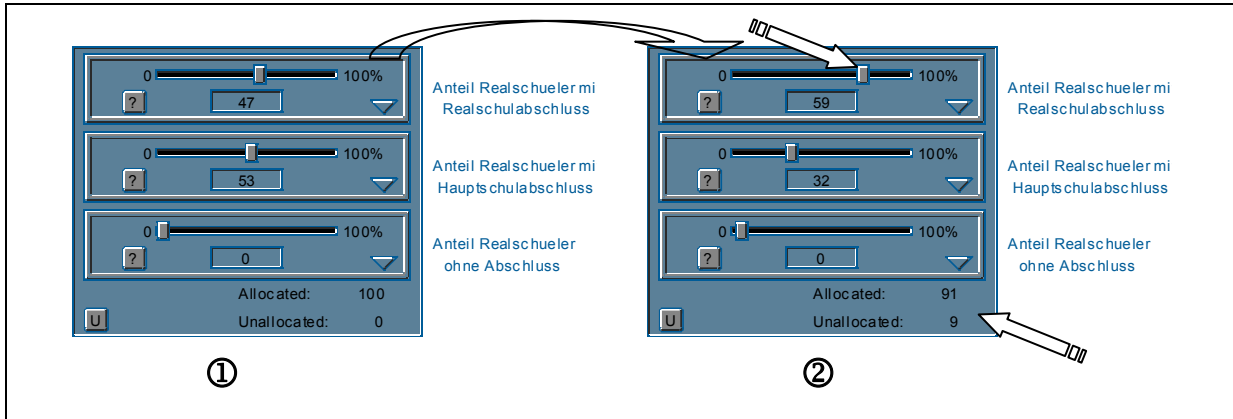 0 100%
? 47
Anteil Realschueler mi
Realschulabschluss
0 100%
? 53
Anteil Realschueler mi
Hauptschulabschluss
0 100%
? 0
Anteil Realschueler
ohne Abschluss
Allocated: 100
U Unallocated: 0
①
0 100%
? 59
Anteil Realschueler mi
Realschulabschluss
0 100%
? 32
Anteil Realschueler mi
Hauptschulabschluss
0 100%
? 0
Anteil Realschueler
ohne Abschluss
Allocated: 91
U Unallocated: 9
②